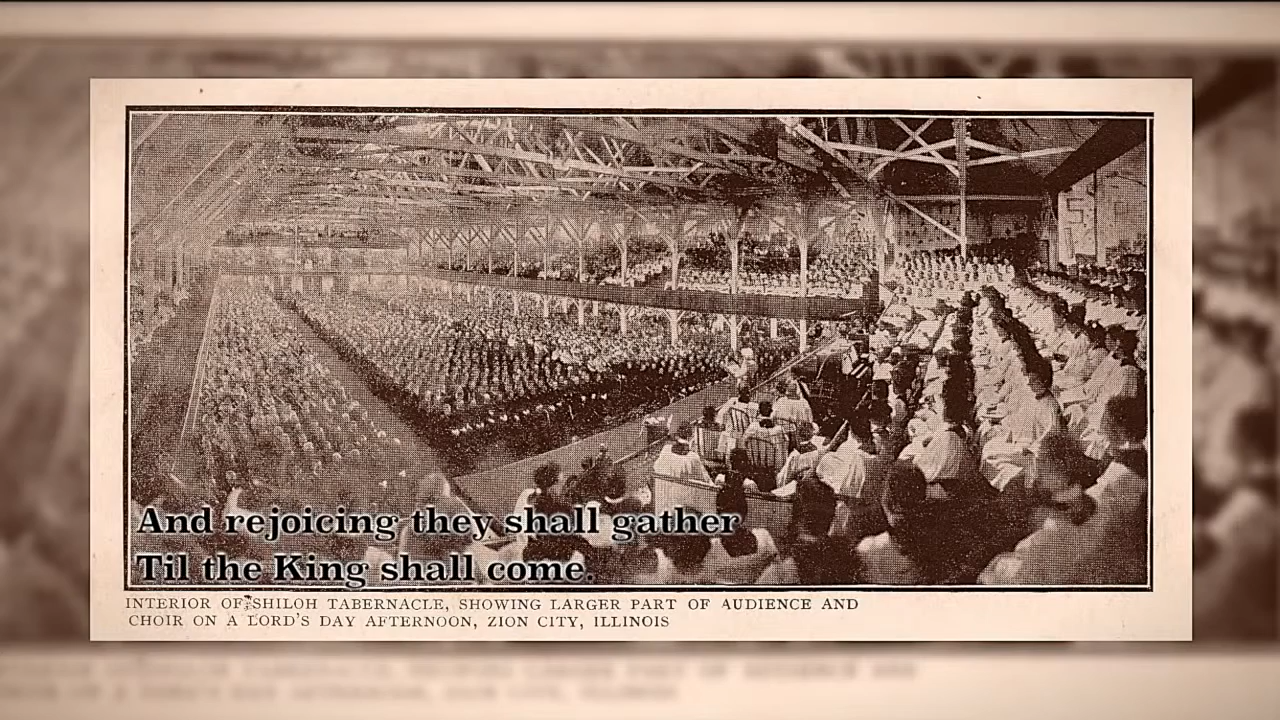 And rejoicing they shall gather
Til the King shall come.
INTERIOR OF SHILOH TABERNACLE, SHOWING LARGER PART OF AUDIENCE AND
CHOIR ON A LORD'S DAY AFTERNOON, ZION CITY, ILLINOIS